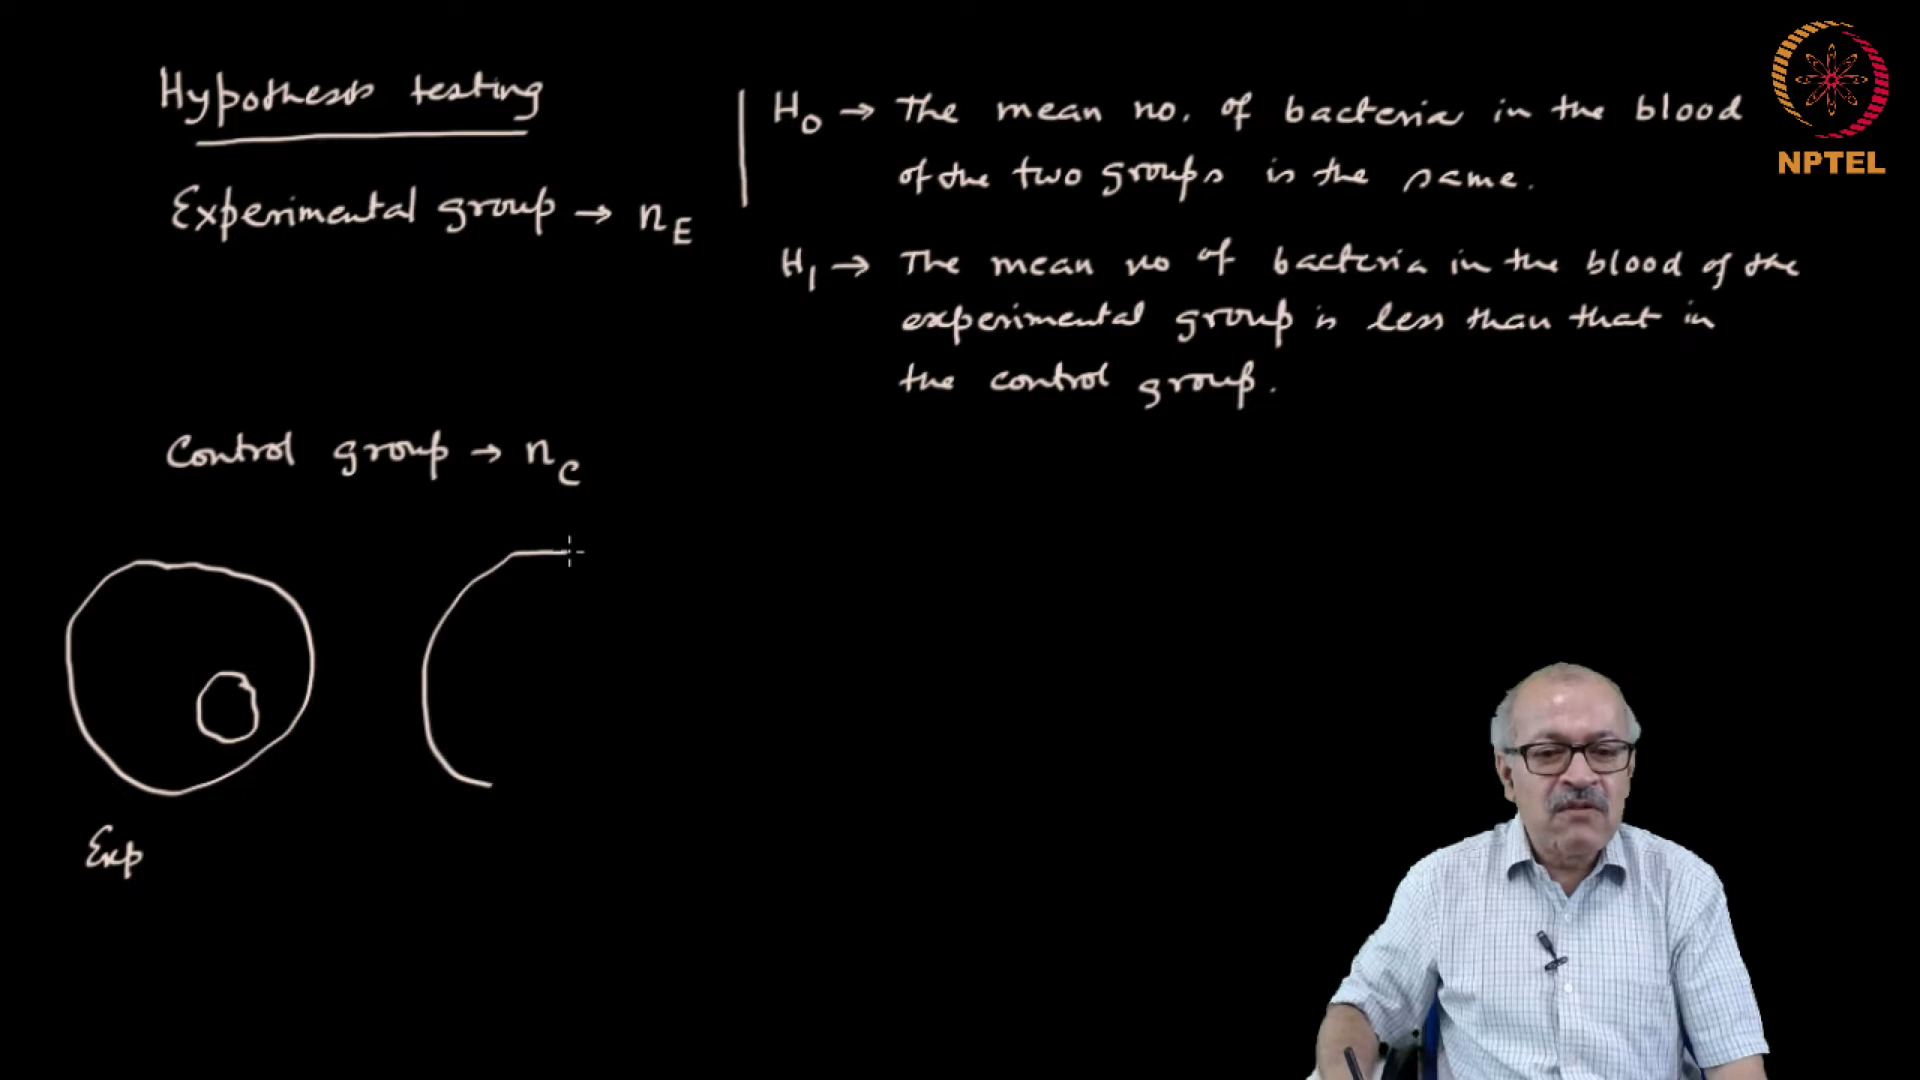 Hypothesis testing
Experimental group → nE
Control group → nC
Exp
H0 → The mean no. of bacteria in the blood
of the two groups is the same.
H1 → The mean no of bacteria in the blood of the
experimental group is less than that in
the control group.
NPTEL